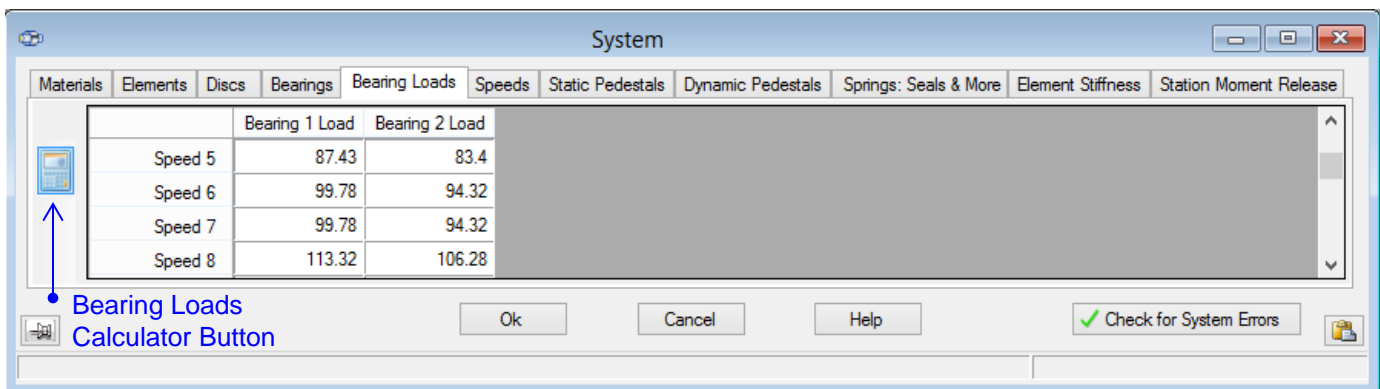 System
Materials Elements Discs Bearings Bearing Loads Speeds Static Pedestals Dynamic Pedestals Springs: Seals & More Element Stiffness Station Moment Release
Bearing 1 Load Bearing 2 Load
Speed 5 87.43 83.4
Speed 6 99.78 94.32
Speed 7 99.78 94.32
Speed 8 113.32 106.28
Bearing Loads
Calculator Button
Ok Cancel Help Check for System Errors